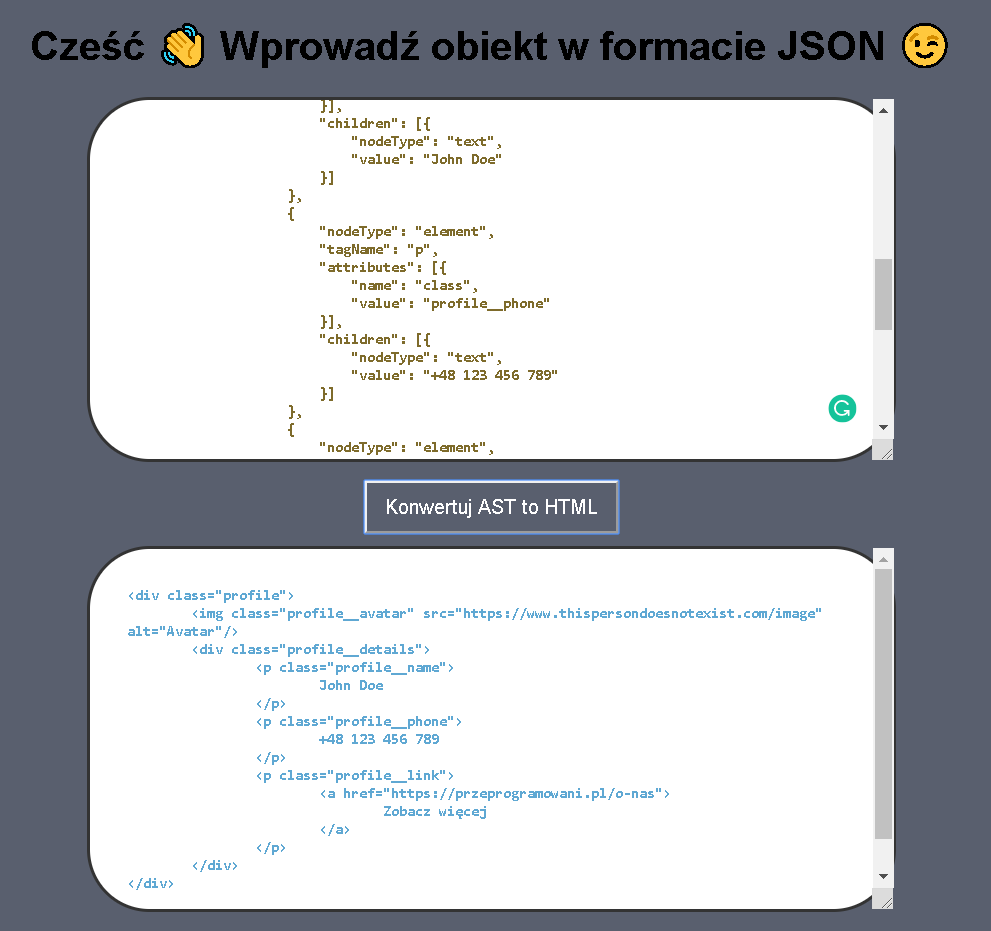 Cześć 👋 Wprowadź obiekt w formacie JSON 😉
}],
"children": [{
"nodeType": "text",
"value": "John Doe"
}]
},
{
"nodeType": "element",
"tagName": "p",
"attributes": [{
"name": "class",
"value": "profile__phone"
}],
"children": [{
"nodeType": "text",
"value": "+48 123 456 789"
}]
},
{
"nodeType": "element",
Konwertuj AST to HTML
<div class="profile">
<img class="profile__avatar" src="https://www.thispersondoesnotexist.com/image"
alt="Avatar"/>
<div class="profile__details">
<p class="profile__name">
John Doe
</p>
<p class="profile__phone">
+48 123 456 789
</p>
<p class="profile__link">
<a href="https://przeprogramowani.pl/o-nas">
Zobacz więcej
</a>
</p>
</div>
</div>